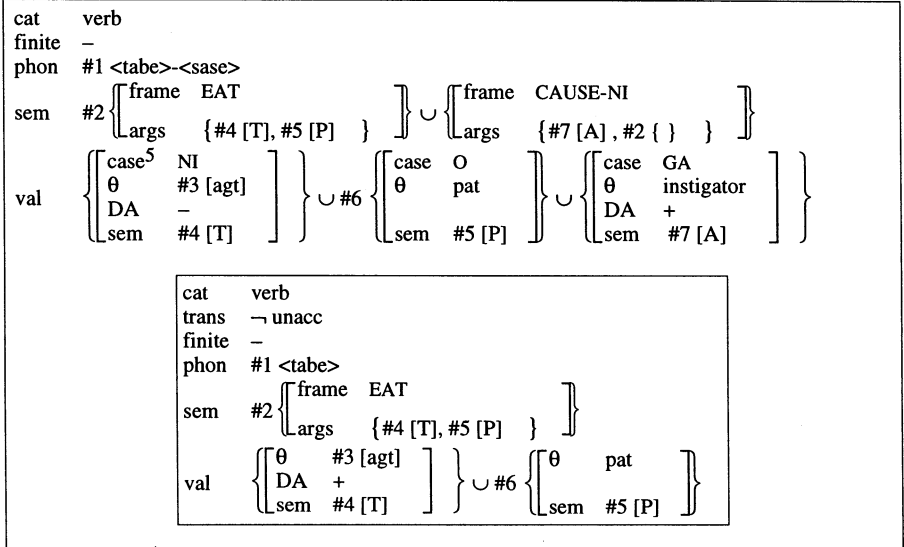 cat verb
finite –
phon #1 <tabe>-<sase>
sem #2 {[frame EAT
args {#4 [T], #5 [P] } ]} ∪ {[frame CAUSE-NI
args {#7 [A] , #2 { } } ]}
val {[case5 NI
θ #3 [agt]
DA –
sem #4 [T] ] } ∪ #6 {[case O
θ pat
sem #5 [P] ]} ∪ {[case GA
θ instigator
DA +
sem #7 [A] ] }
cat verb
trans ¬ unacc
finite –
phon #1 <tabe>
sem #2 {[frame EAT
args {#4 [T], #5 [P] } ]}
val {[θ #3 [agt]
DA +
sem #4 [T] ] } ∪ #6 {[θ pat
sem #5 [P] ]}